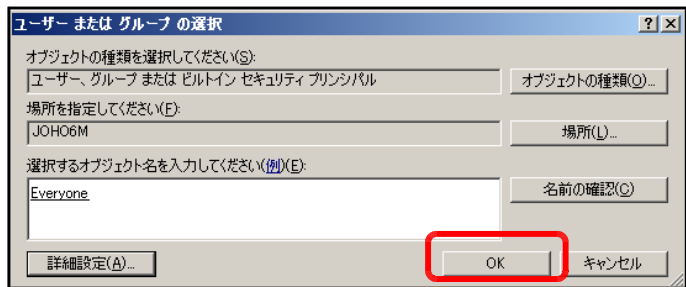 ユーザー または グループ の選択
オブジェクトの種類を選択してください(S):
ユーザー、グループ または ビルトイン セキュリティ プリンシパル
オブジェクトの種類(O)...
場所を指定してください(F):
JOHO6M
場所(L)...
選択するオブジェクト名を入力してください(例)(E):
Everyone
名前の確認(C)
詳細設定(A)...
OK
キャンセル